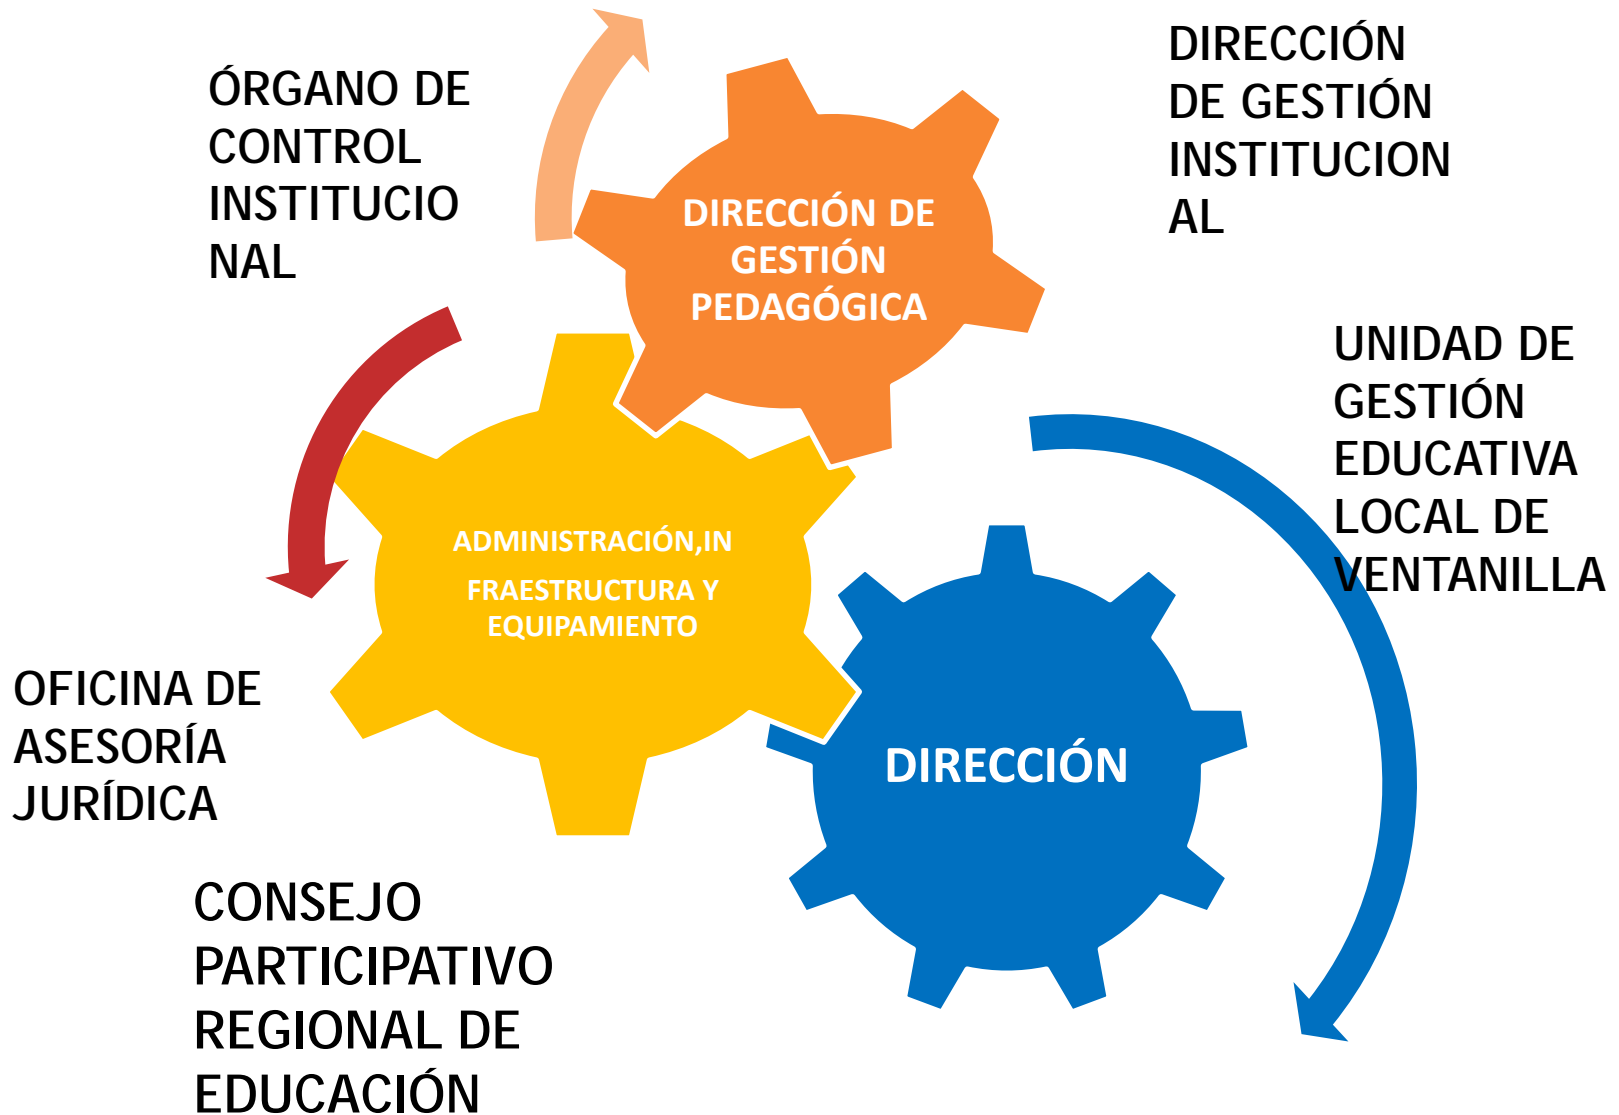 ÓRGANO DE
CONTROL
INSTITUCIO
NAL
DIRECCIÓN
DE GESTIÓN
INSTITUCION
AL
DIRECCIÓN DE
GESTIÓN
PEDAGÓGICA
UNIDAD DE
GESTIÓN
EDUCATIVA
LOCAL DE
VENTANILLA
ADMINISTRACIÓN,IN
FRAESTRUCTURA Y
EQUIPAMIENTO
OFICINA DE
ASESORÍA
JURÍDICA
DIRECCIÓN
CONSEJO
PARTICIPATIVO
REGIONAL DE
EDUCACIÓN